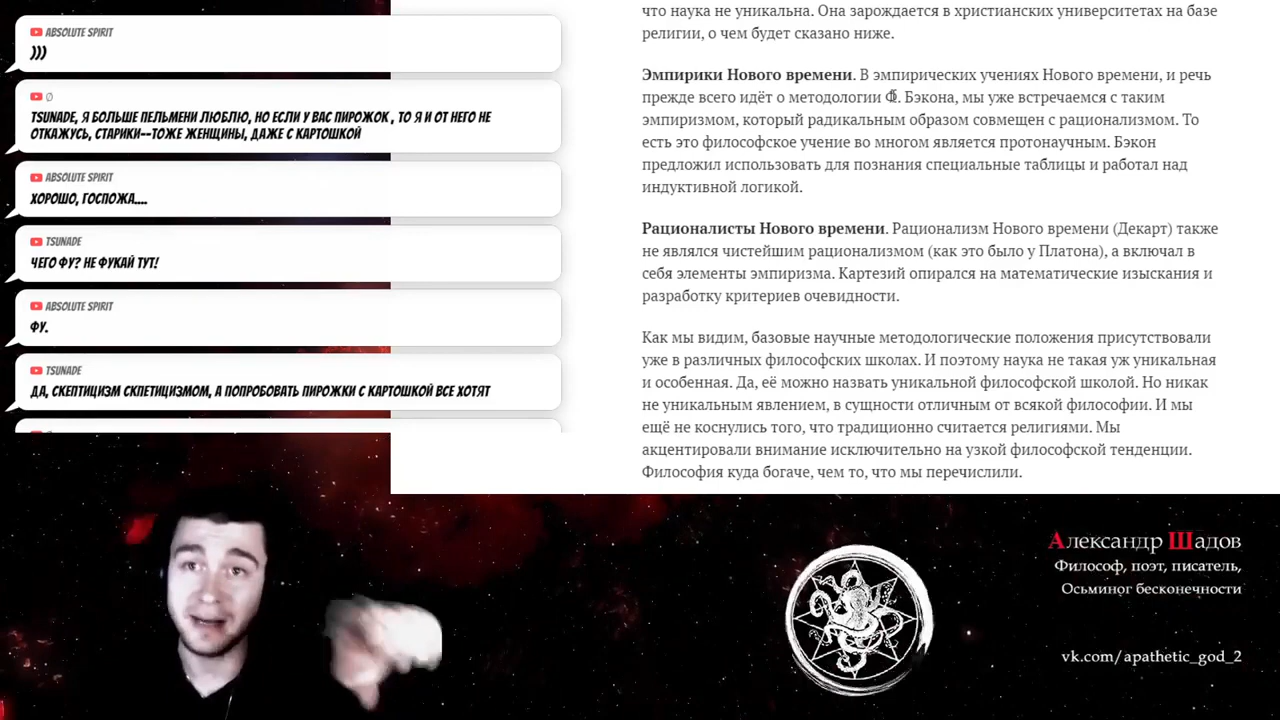 ABSOLUTE SPIRIT
)))
Ø
TSUNADE, Я БОЛЬШЕ ПЕЛЬМЕНИ ЛЮБЛЮ, НО ЕСЛИ У ВАС ПИРОЖОК , ТО Я И ОТ НЕГО НЕ
ОТКАЖУСЬ, СТАРИКИ--ТОЖЕ ЖЕНЩИНЫ, ДАЖЕ С КАРТОШКОЙ
ABSOLUTE SPIRIT
ХОРОШО, ГОСПОЖА....
TSUNADE
ЧЕГО ФУ? НЕ ФУКАЙ ТУТ!
ABSOLUTE SPIRIT
ФУ.
TSUNADE
ДА, СКЕПТИЦИЗМ СКПЕТИЦИЗМОМ, А ПОПРОБОВАТЬ ПИРОЖКИ С КАРТОШКОЙ ВСЕ ХОТЯТ
что наука не уникальна. Она зарождается в христианских университетах на базе
религии, о чем будет сказано ниже.
Эмпирики Нового времени. В эмпирических учениях Нового времени, и речь
прежде всего идёт о методологии Ф. Бэкона, мы уже встречаемся с таким
эмпиризмом, который радикальным образом совмещен с рационализмом. То
есть это философское учение во многом является протонаучным. Бэкон
предложил использовать для познания специальные таблицы и работал над
индуктивной логикой.
Рационалисты Нового времени. Рационализм Нового времени (Декарт) также
не являлся чистейшим рационализмом (как это было у Платона), а включал в
себя элементы эмпиризма. Картезий опирался на математические изыскания и
разработку критериев очевидности.
Как мы видим, базовые научные методологические положения присутствовали
уже в различных философских школах. И поэтому наука не такая уж уникальная
и особенная. Да, её можно назвать уникальной философской школой. Но никак
не уникальным явлением, в сущности отличным от всякой философии. И мы
ещё не коснулись того, что традиционно считается религиями. Мы
акцентировали внимание исключительно на узкой философской тенденции.
Философия куда богаче, чем то, что мы перечислили.
Александр Шадов
Философ, поэт, писатель,
Осьминог бесконечности
vk.com/apathetic_god_2